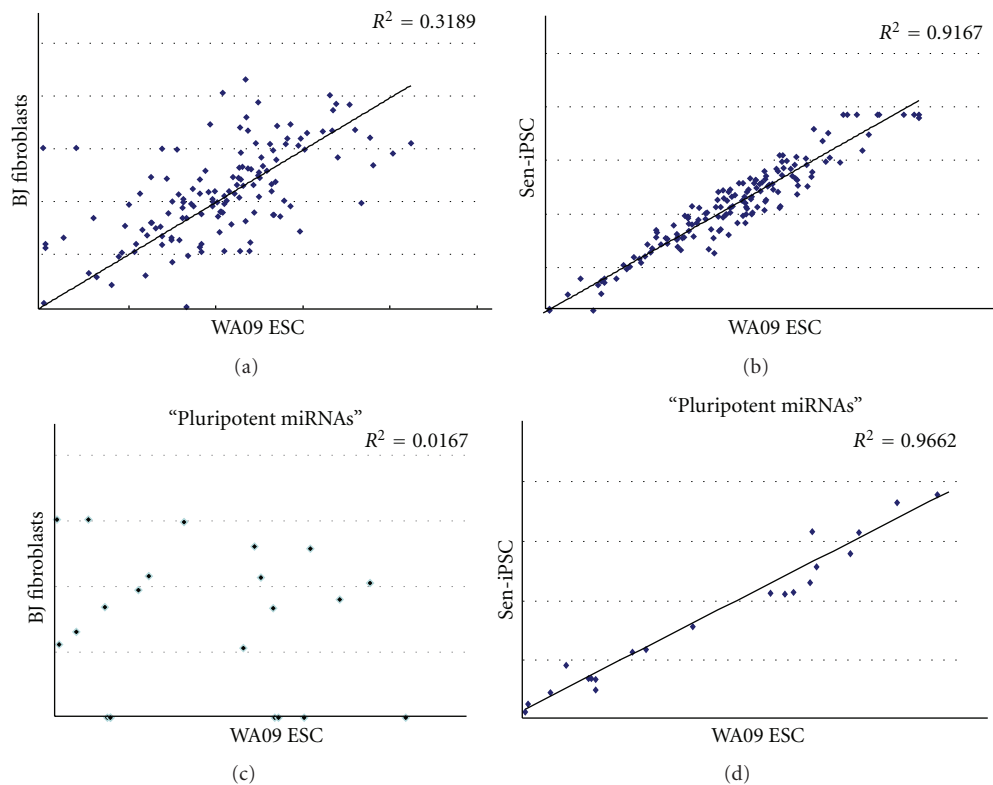 R² = 0.3189
BJ fibroblasts
WA09 ESC
(a)
R² = 0.9167
Sen-iPSC
WA09 ESC
(b)
“Pluripotent miRNAs”
R² = 0.0167
BJ fibroblasts
WA09 ESC
(c)
“Pluripotent miRNAs”
R² = 0.9662
Sen-iPSC
WA09 ESC
(d)